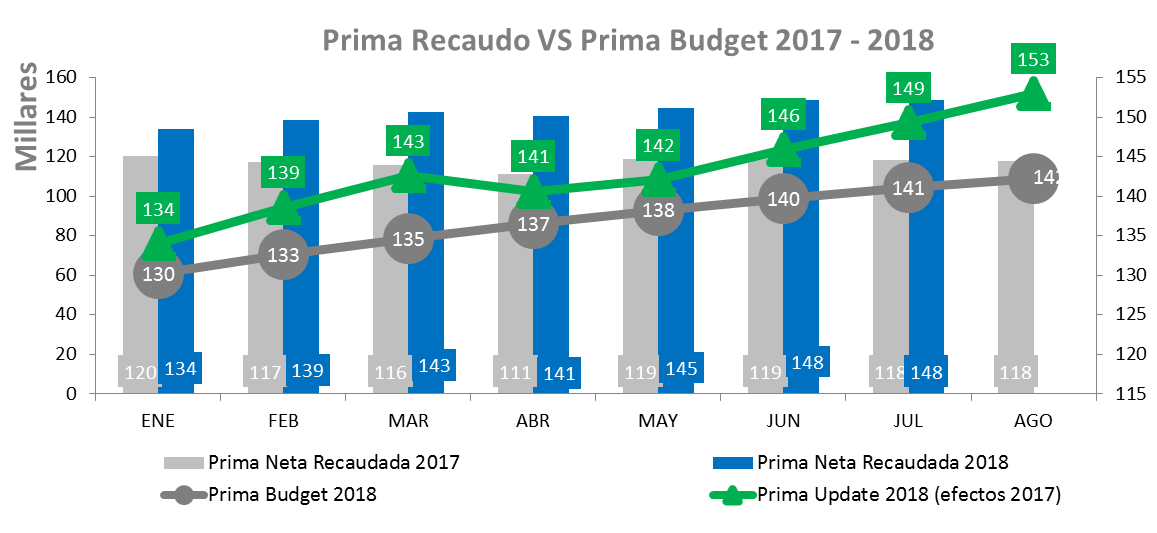 Prima Recaudo VS Prima Budget 2017 - 2018
Millares
160 155
140 150
120 145
100 140
80 135
60 130
40 125
20 120
0 115
134 139 143 141 142 146 149 153
130 133 135 137 138 140 141
120 134 117 139 116 143 111 141 119 145 119 148 118 148 118
ENE FEB MAR ABR MAY JUN JUL AGO
Prima Neta Recaudada 2017 Prima Neta Recaudada 2018
Prima Budget 2018 Prima Update 2018 (efectos 2017)